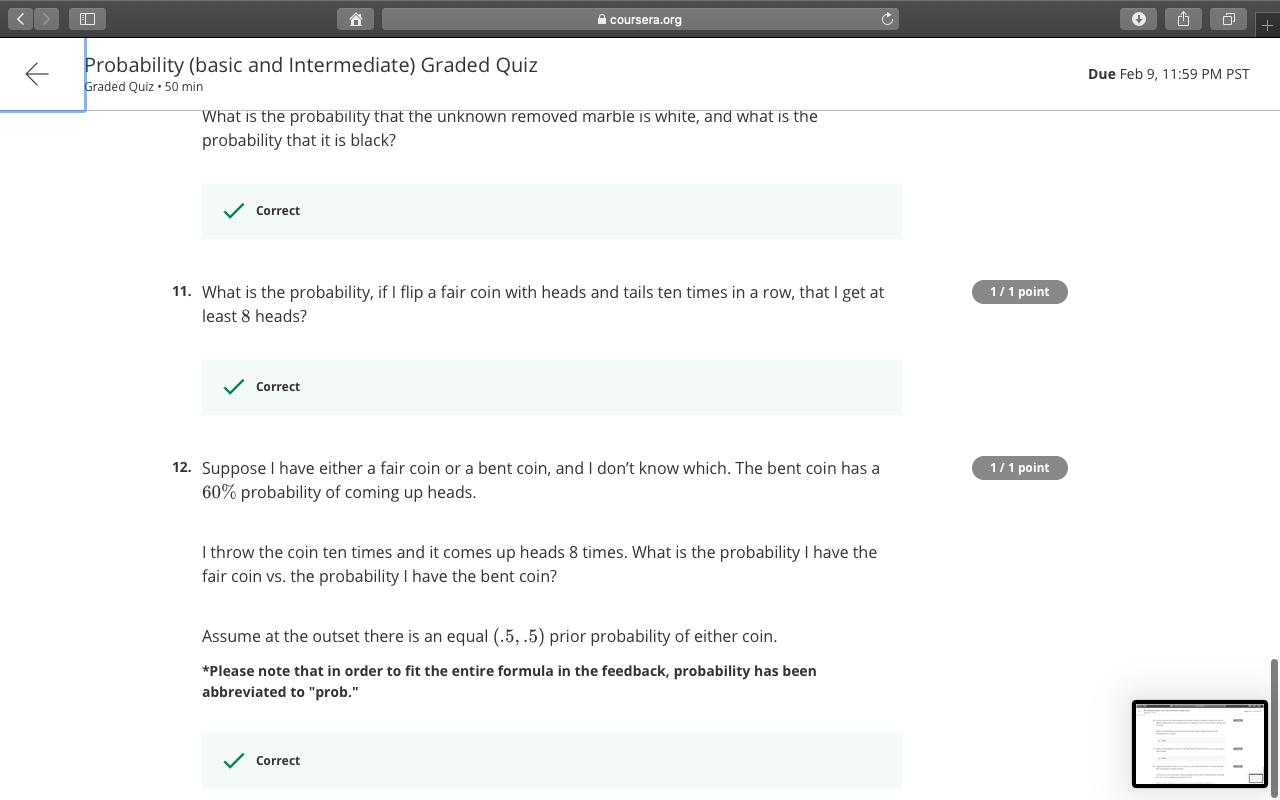 coursera.org
Probability (basic and Intermediate) Graded Quiz
Graded Quiz • 50 min
Due Feb 9, 11:59 PM PST
What is the probability that the unknown removed marble is white, and what is the
probability that it is black?
Correct
11. What is the probability, if I flip a fair coin with heads and tails ten times in a row, that I get at
least 8 heads?
1 / 1 point
Correct
12. Suppose I have either a fair coin or a bent coin, and I don’t know which. The bent coin has a
60% probability of coming up heads.
1 / 1 point
I throw the coin ten times and it comes up heads 8 times. What is the probability I have the
fair coin vs. the probability I have the bent coin?
Assume at the outset there is an equal (.5, .5) prior probability of either coin.
*Please note that in order to fit the entire formula in the feedback, probability has been
abbreviated to "prob."
Correct